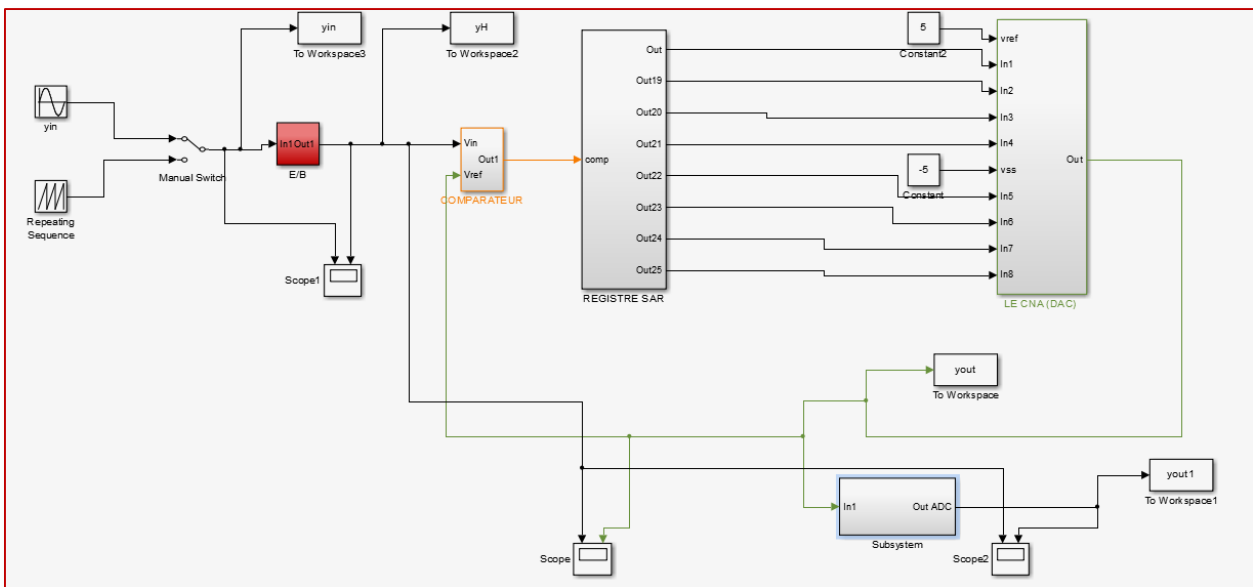 yin
To Workspace3
yH
To Workspace2
5
Constant2
yin
Manual Switch
Repeating
Sequence
In1 Out1
E/B
Scope1
Vin
Vref
Out1
COMPARATEUR
comp
Out
Out19
Out20
Out21
Out22
Out23
Out24
Out25
REGISTRE SAR
-5
Constant
vref
In1
In2
In3
In4
vss
In5
In6
In7
In8
Out
LE CNA (DAC)
yout
To Workspace
In1
Out ADC
Subsystem
yout1
To Workspace1
Scope
Scope2